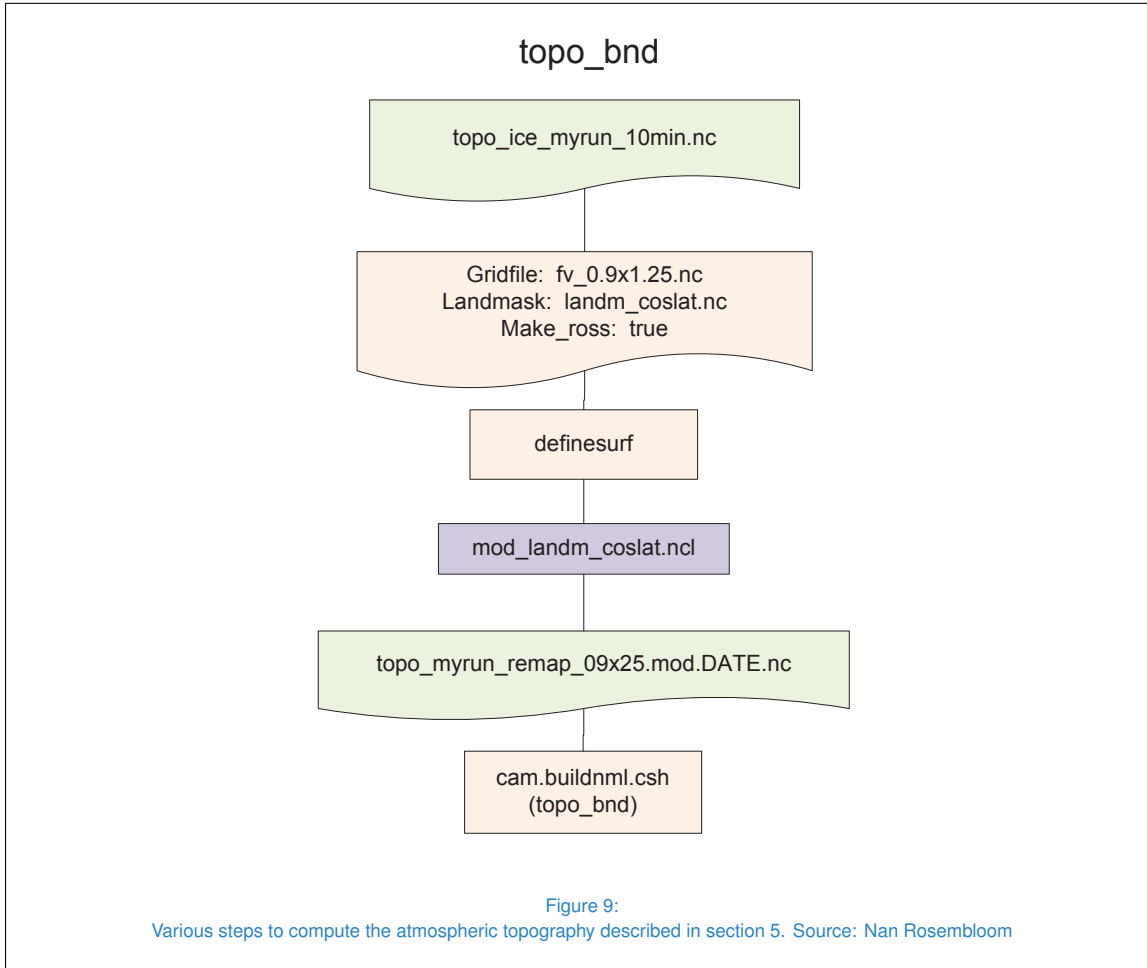 topo_bnd
topo_ice_myrun_10min.nc
Gridfile: fv_0.9x1.25.nc
Landmask: landm_coslat.nc
Make_ross: true
definesurf
mod_landm_coslat.ncl
topo_myrun_remap_09x25.mod.DATE.nc
cam.buildnml.csh
(topo_bnd)
Figure 9:
Various steps to compute the atmospheric topography described in section 5. Source: Nan Rosembloom